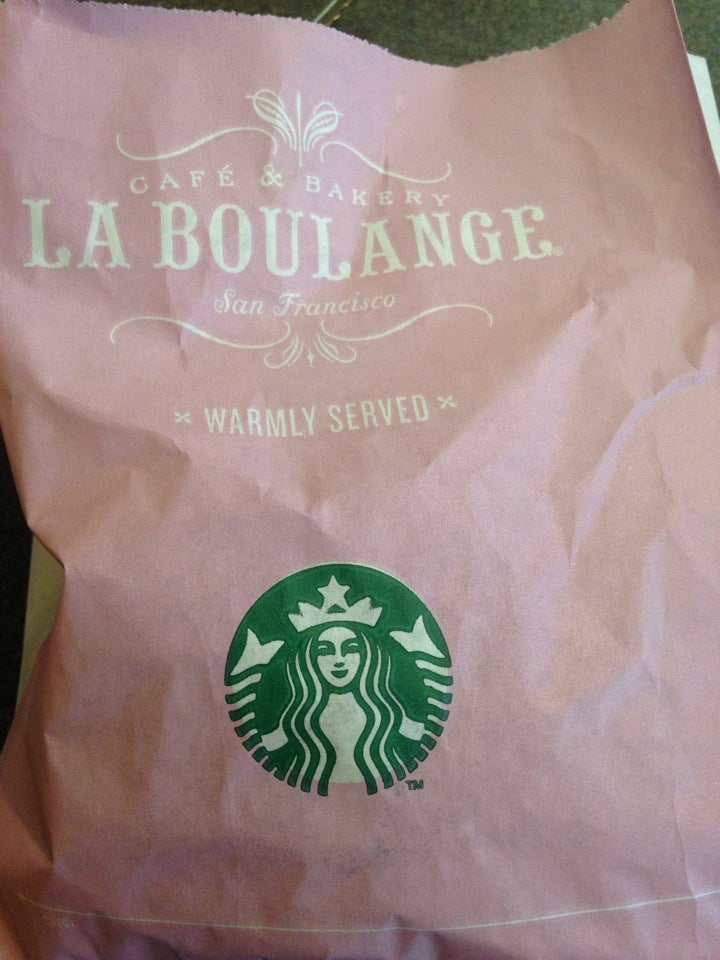 CAFÉ & BAKERY
LA BOULANGE®
San Francisco
WARMLY SERVED
TM